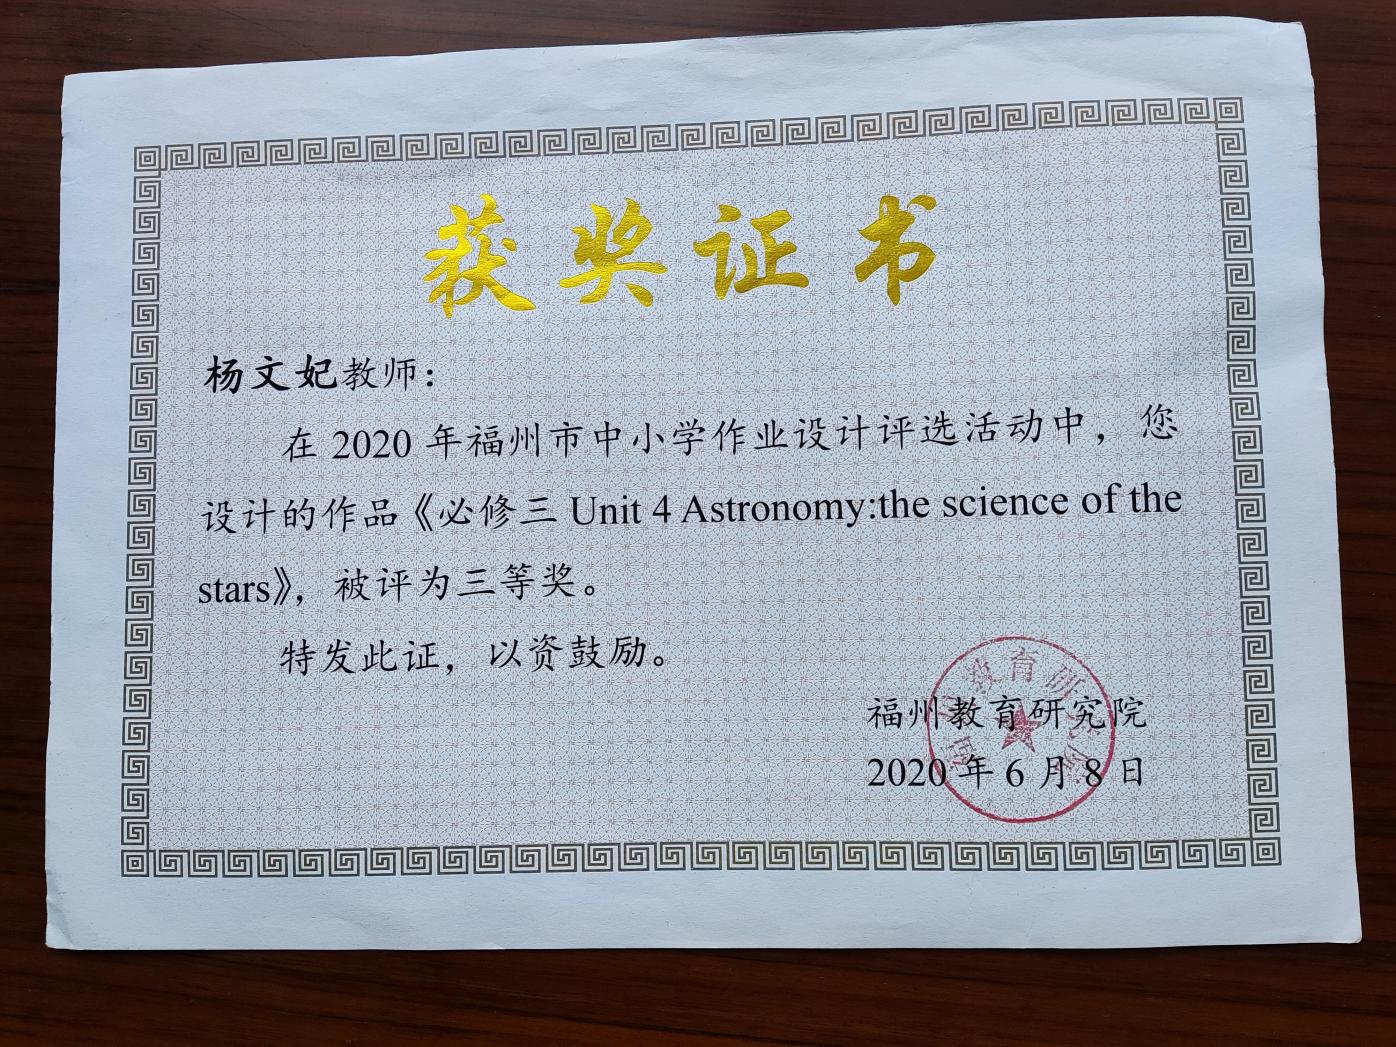 获奖证书
杨文妃教师：
在 2020 年福州市中小学作业设计评选活动中，您
设计的作品《必修三 Unit 4 Astronomy:the science of the
stars》，被评为三等奖。
特发此证，以资鼓励。
福州教育研究院
2020 年 6 月 8 日